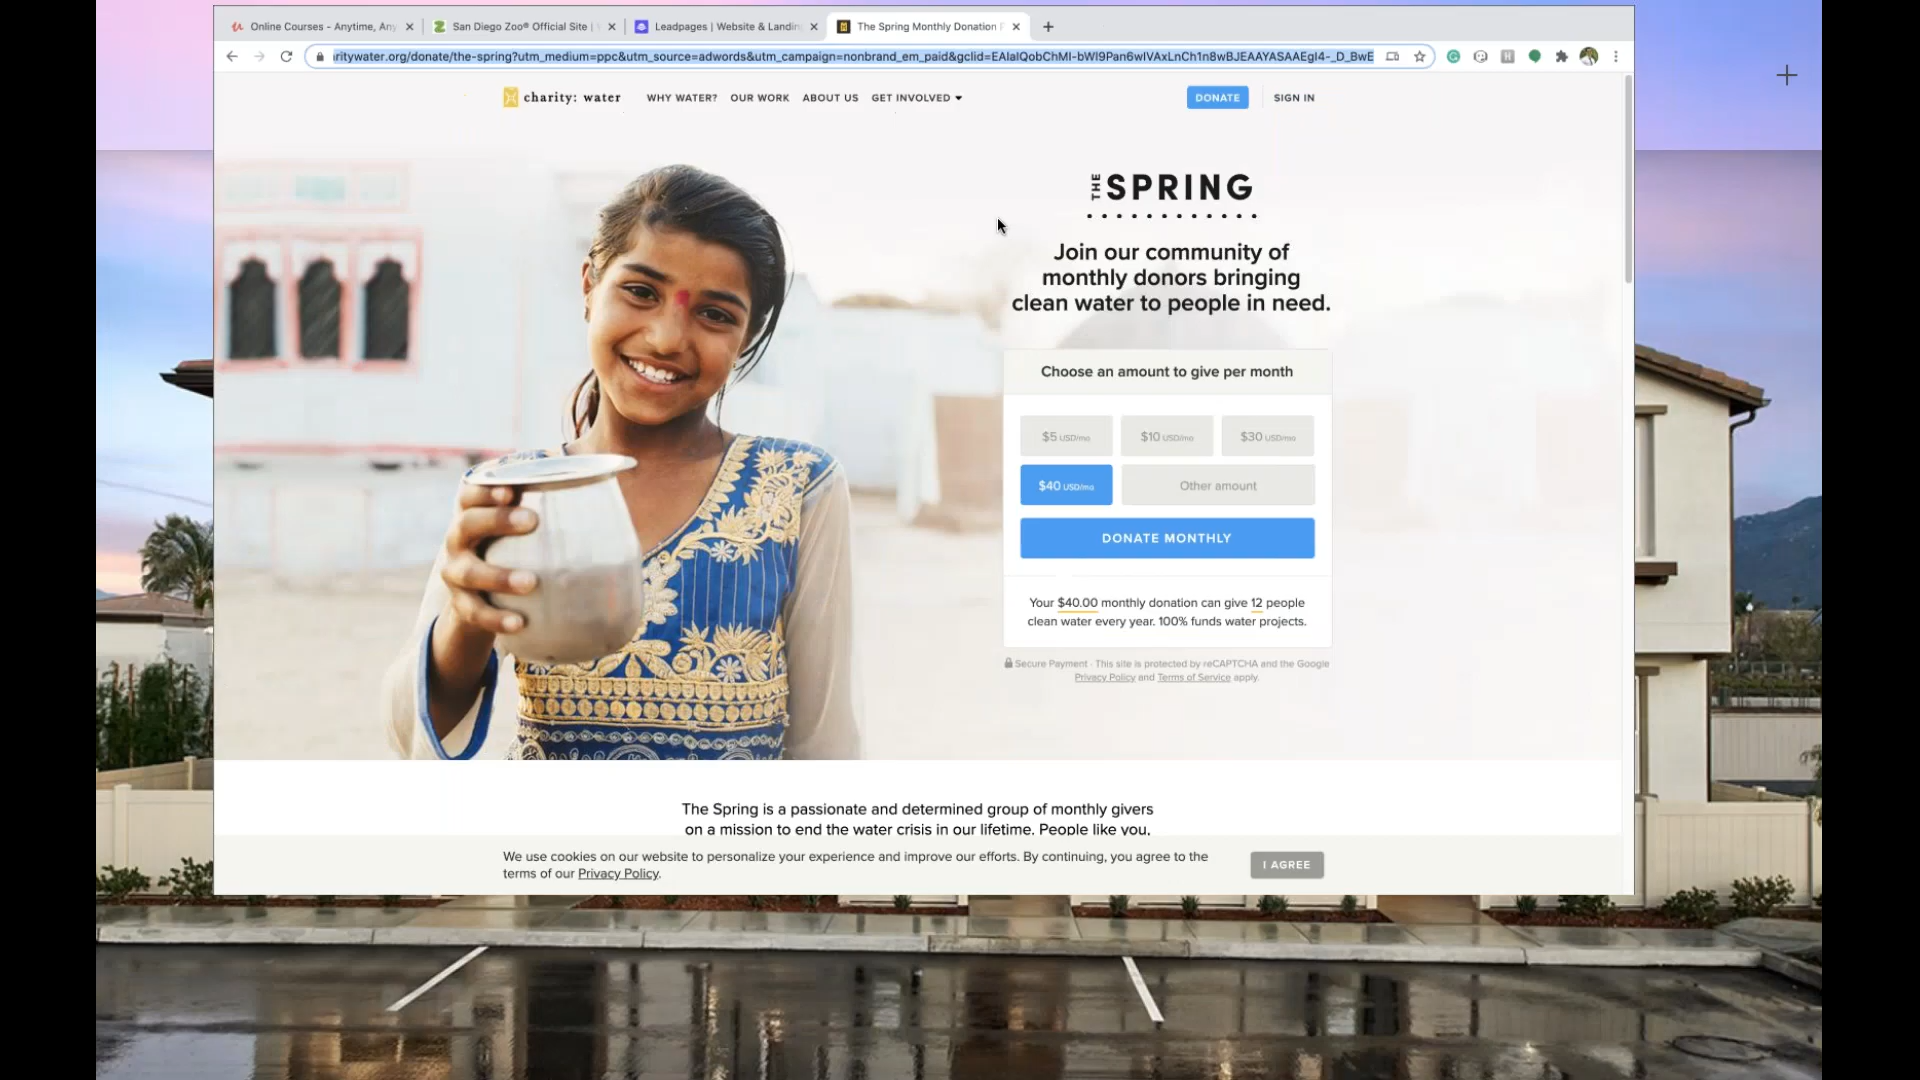 Online Courses - Anytime, Any
San Diego Zoo® Official Site |
Leadpages | Website & Landin
The Spring Monthly Donation P
ritywater.org/donate/the-spring?utm_medium=ppc&utm_source=adwords&utm_campaign=nonbrand_em_paid&gclid=EAIaIQobChMI-bWI9Pan6wIVAxLnCh1n8wBJEAAYASAAEgI4-_D_BwE
charity: water
WHY WATER?
OUR WORK
ABOUT US
GET INVOLVED
DONATE
SIGN IN
THE SPRING
Join our community of
monthly donors bringing
clean water to people in need.
Choose an amount to give per month
$5 USD/mo
$10 USD/mo
$30 USD/mo
$40 USD/mo
Other amount
DONATE MONTHLY
Your $40.00 monthly donation can give 12 people
clean water every year. 100% funds water projects.
Secure Payment · This site is protected by reCAPTCHA and the Google
Privacy Policy and Terms of Service apply.
The Spring is a passionate and determined group of monthly givers
on a mission to end the water crisis in our lifetime. People like you,
We use cookies on our website to personalize your experience and improve our efforts. By continuing, you agree to the
terms of our Privacy Policy.
I AGREE